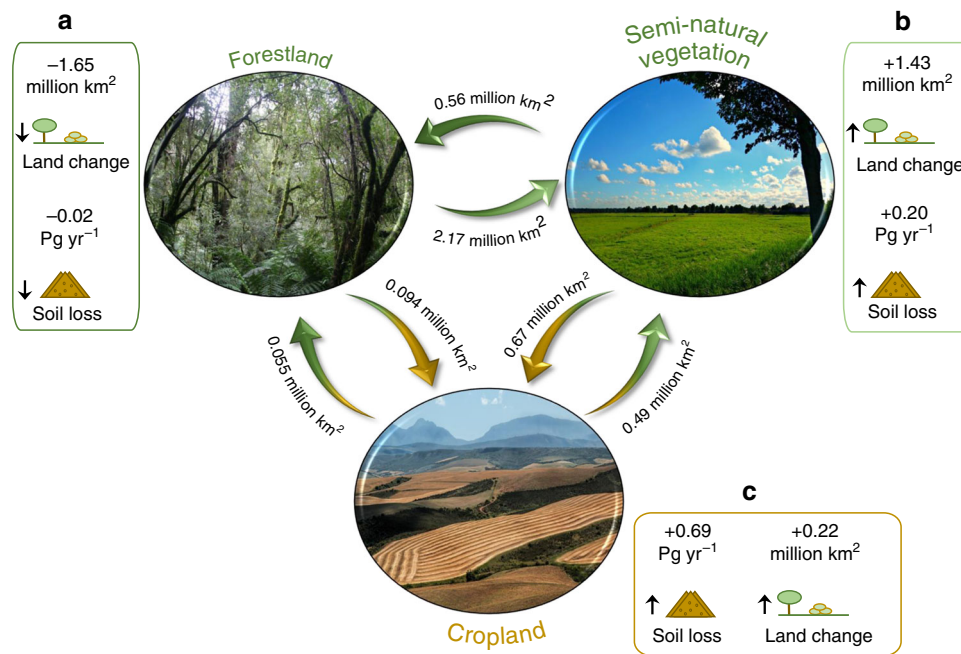 a
−1.65
million km²
Land change
−0.02
Pg yr⁻¹
Soil loss
Forestland
Semi-natural
vegetation
b
+1.43
million km²
Land change
+0.20
Pg yr⁻¹
Soil loss
0.56 million km²
2.17 million km²
0.094 million km²
0.055 million km²
0.67 million km²
0.49 million km²
Cropland
c
+0.69
Pg yr⁻¹
Soil loss
+0.22
million km²
Land change